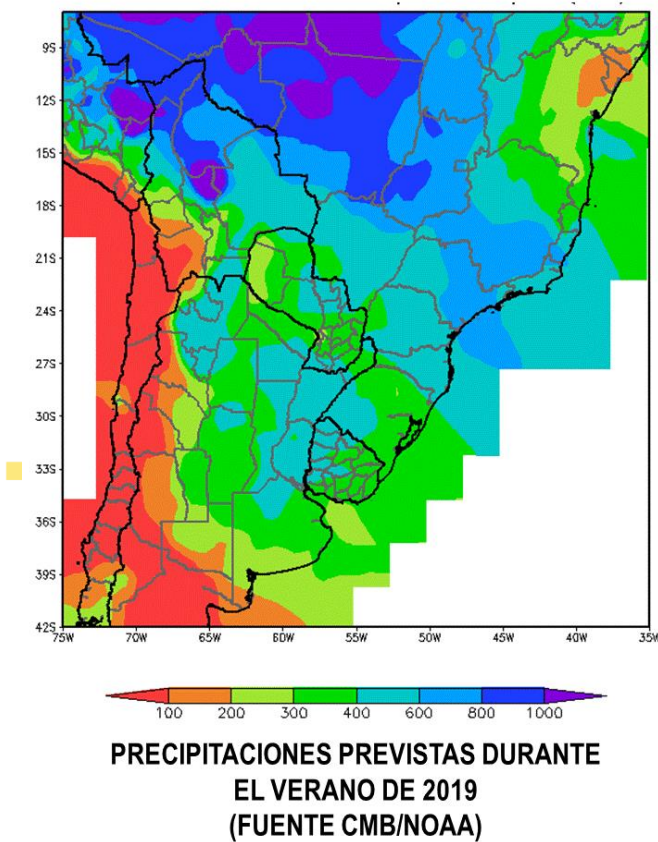 9S
12S
15S
18S
21S
24S
27S
30S
33S
36S
39S
42S
75W 70W 65W 60W 55W 50W 45W 40W 35W
100 200 300 400 600 800 1000
PRECIPITACIONES PREVISTAS DURANTE
EL VERANO DE 2019
(FUENTE CMB/NOAA)